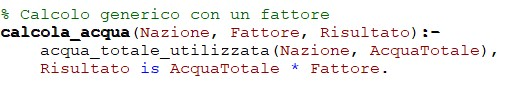 % Calcolo generico con un fattore
calcola_acqua(Nazione, Fattore, Risultato):-
    acqua_totale_utilizzata(Nazione, AcquaTotale),
    Risultato is AcquaTotale * Fattore.